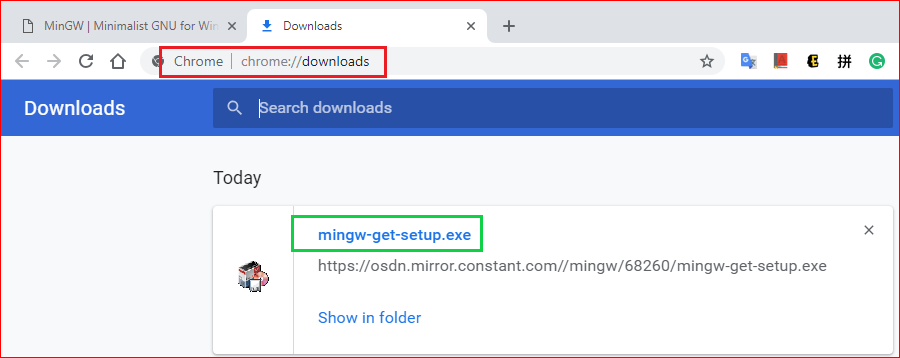 MinGW | Minimalist GNU for Win
Downloads
Chrome | chrome://downloads
拼
Downloads
Search downloads
Today
mingw-get-setup.exe
https://osdn.mirror.constant.com//mingw/68260/mingw-get-setup.exe
Show in folder